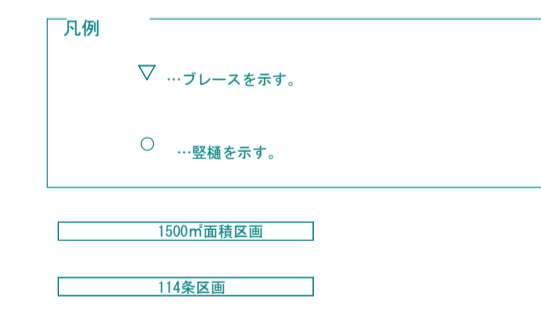 凡例
▽ …ブレースを示す。
○ …竪樋を示す。
1500㎡面積区画
114条区画